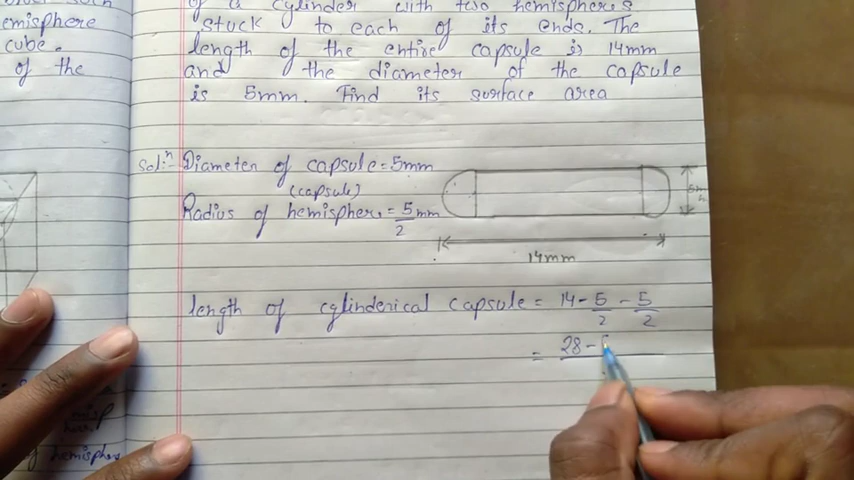 emisphere
cube.
of the
of a cylinder with two hemispheres
stuck to each of its ends. The
length of the entire capsule is 14mm
and the diameter of the capsule
is 5mm. Find its surface area
Solⁿ:- Diameter of capsule = 5mm
(capsule)
Radius of hemisphere = 5/2 mm
14mm
length of cylinderical capsule = 14 - 5/2 - 5/2
= 28 -
hemisphere